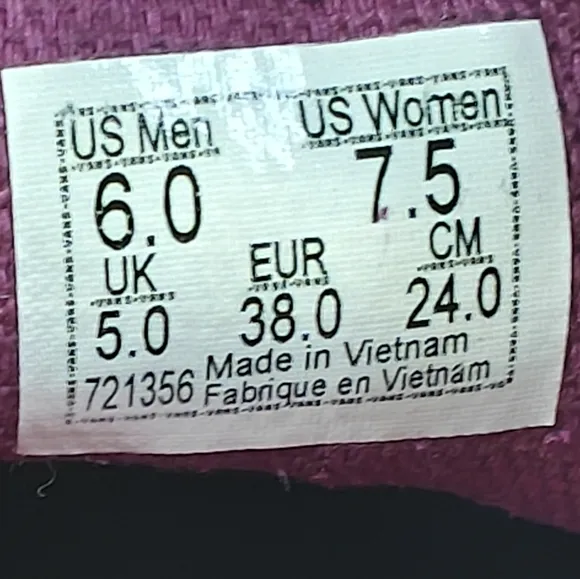 US Men US Women
6.0 7.5
UK EUR CM
5.0 38.0 24.0
721356 Made in Vietnam
Fabrique en Vietnam